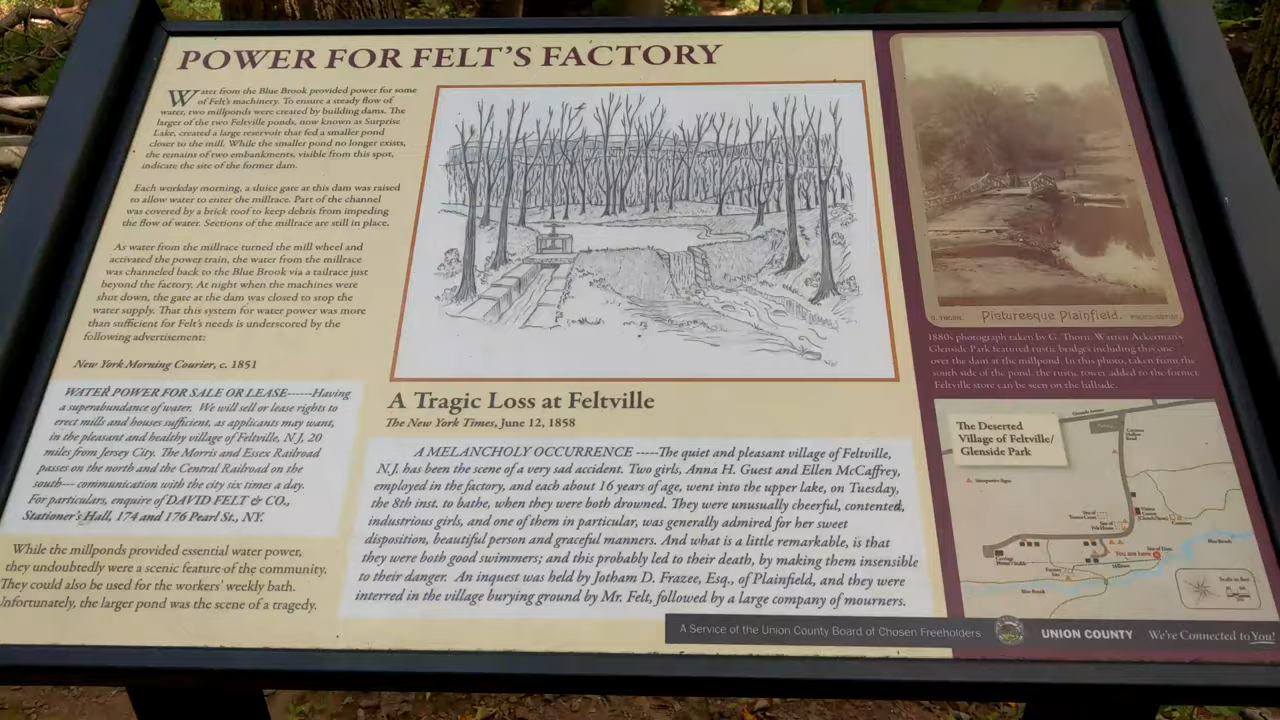 POWER FOR FELT'S FACTORY
Water from the Blue Brook provided power for some
of Felt's machinery. To ensure a steady flow of
water, two millponds were created by building dams. The
larger of the two Feltville ponds, now known as Surprise
Lake, created a large reservoir that fed a smaller pond
closer to the mill. While the smaller pond no longer exists,
the remains of two embankments, visible from this spot,
indicate the site of the former dam.
Each workday morning, a sluice gate at this dam was raised
to allow water to enter the millrace. Part of the channel
was covered by a brick roof to keep debris from impeding
the flow of water. Sections of the millrace are still in place.
As water from the millrace turned the mill wheel and
activated the power train, the water from the millrace
was channeled back to the Blue Brook via a tailrace just
beyond the factory. At night when the machines were
shut down, the gate at the dam was closed to stop the
water supply. That this system for water power was more
than sufficient for Felt's needs is underscored by the
following advertisement:
New York Morning Courier, c. 1851
WATER POWER FOR SALE OR LEASE------Having
a superabundance of water. We will sell or lease rights to
erect mills and houses sufficient, as applicants may want,
in the pleasant and healthy village of Feltville, N J, 20
miles from Jersey City. The Morris and Essex Railroad
passes on the north and the Central Railroad on the
south— communication with the city six times a day.
For particulars, enquire of DAVID FELT & CO.,
Stationer's Hall, 174 and 176 Pearl St., NY.
While the millponds provided essential water power,
they undoubtedly were a scenic feature of the community.
They could also be used for the workers' weekly bath.
Unfortunately, the larger pond was the scene of a tragedy.
A Tragic Loss at Feltville
The New York Times, June 12, 1858
A MELANCHOLY OCCURRENCE -----The quiet and pleasant village of Feltville,
N.J. has been the scene of a very sad accident. Two girls, Anna H. Guest and Ellen McCaffrey,
employed in the factory, and each about 16 years of age, went into the upper lake, on Tuesday,
the 8th inst. to bathe, when they were both drowned. They were unusually cheerful, contented,
industrious girls, and one of them in particular, was generally admired for her sweet
disposition, beautiful person and graceful manners. And what is a little remarkable, is that
they were both good swimmers; and this probably led to their death, by making them insensible
to their danger. An inquest was held by Jotham D. Frazee, Esq., of Plainfield, and they were
interred in the village burying ground by Mr. Felt, followed by a large company of mourners.
G. THORN. Picturesque Plainfield.
1880s photograph taken by G. Thorn. Warren Ackerman's
Glenside Park featured rustic bridges including this one
over the dam at the millpond. In this photo, taken from the
south side of the pond, the rustic tower added to the former
Feltville store can be seen on the hillside.
The Deserted
Village of Feltville/
Glenside Park
Glenside Avenue
Parking
Interpretive Signs
Cemetery
Site of Dam
You are here
Millrace
Blue Brook
Blue Brook
Scale in feet
A Service of the Union County Board of Chosen Freeholders
UNION COUNTY
We're Connected to You!